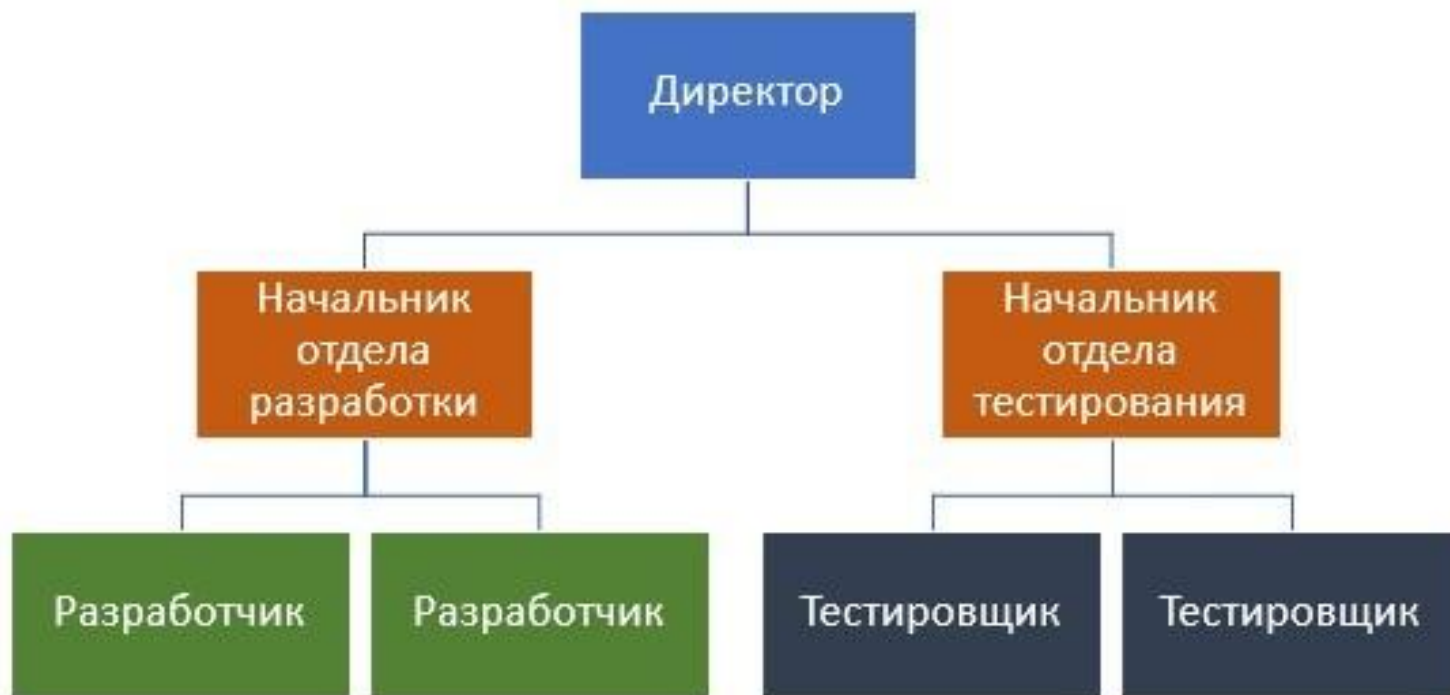 Директор
Начальник
отдела
разработки
Начальник
отдела
тестирования
Разработчик
Разработчик
Тестировщик
Тестировщик